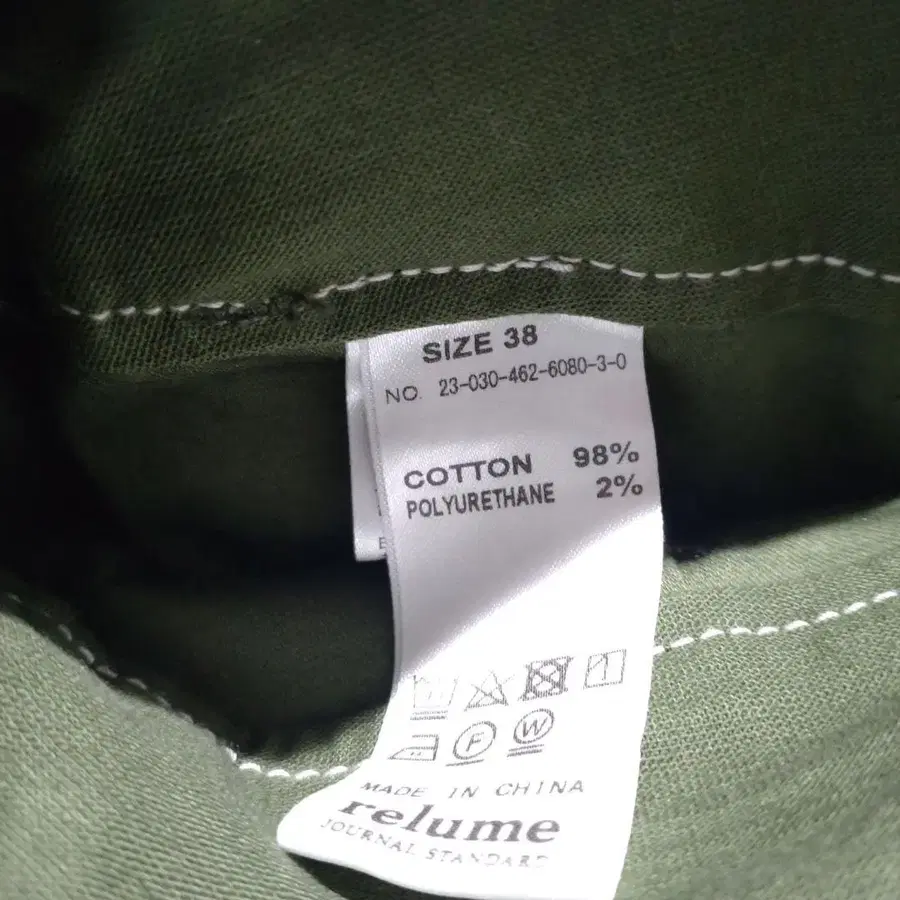 SIZE 38
NO. 23-030-462-6080-3-0
COTTON 98%
POLYURETHANE 2%
F W
MADE IN CHINA
relume
JOURNAL STANDARD